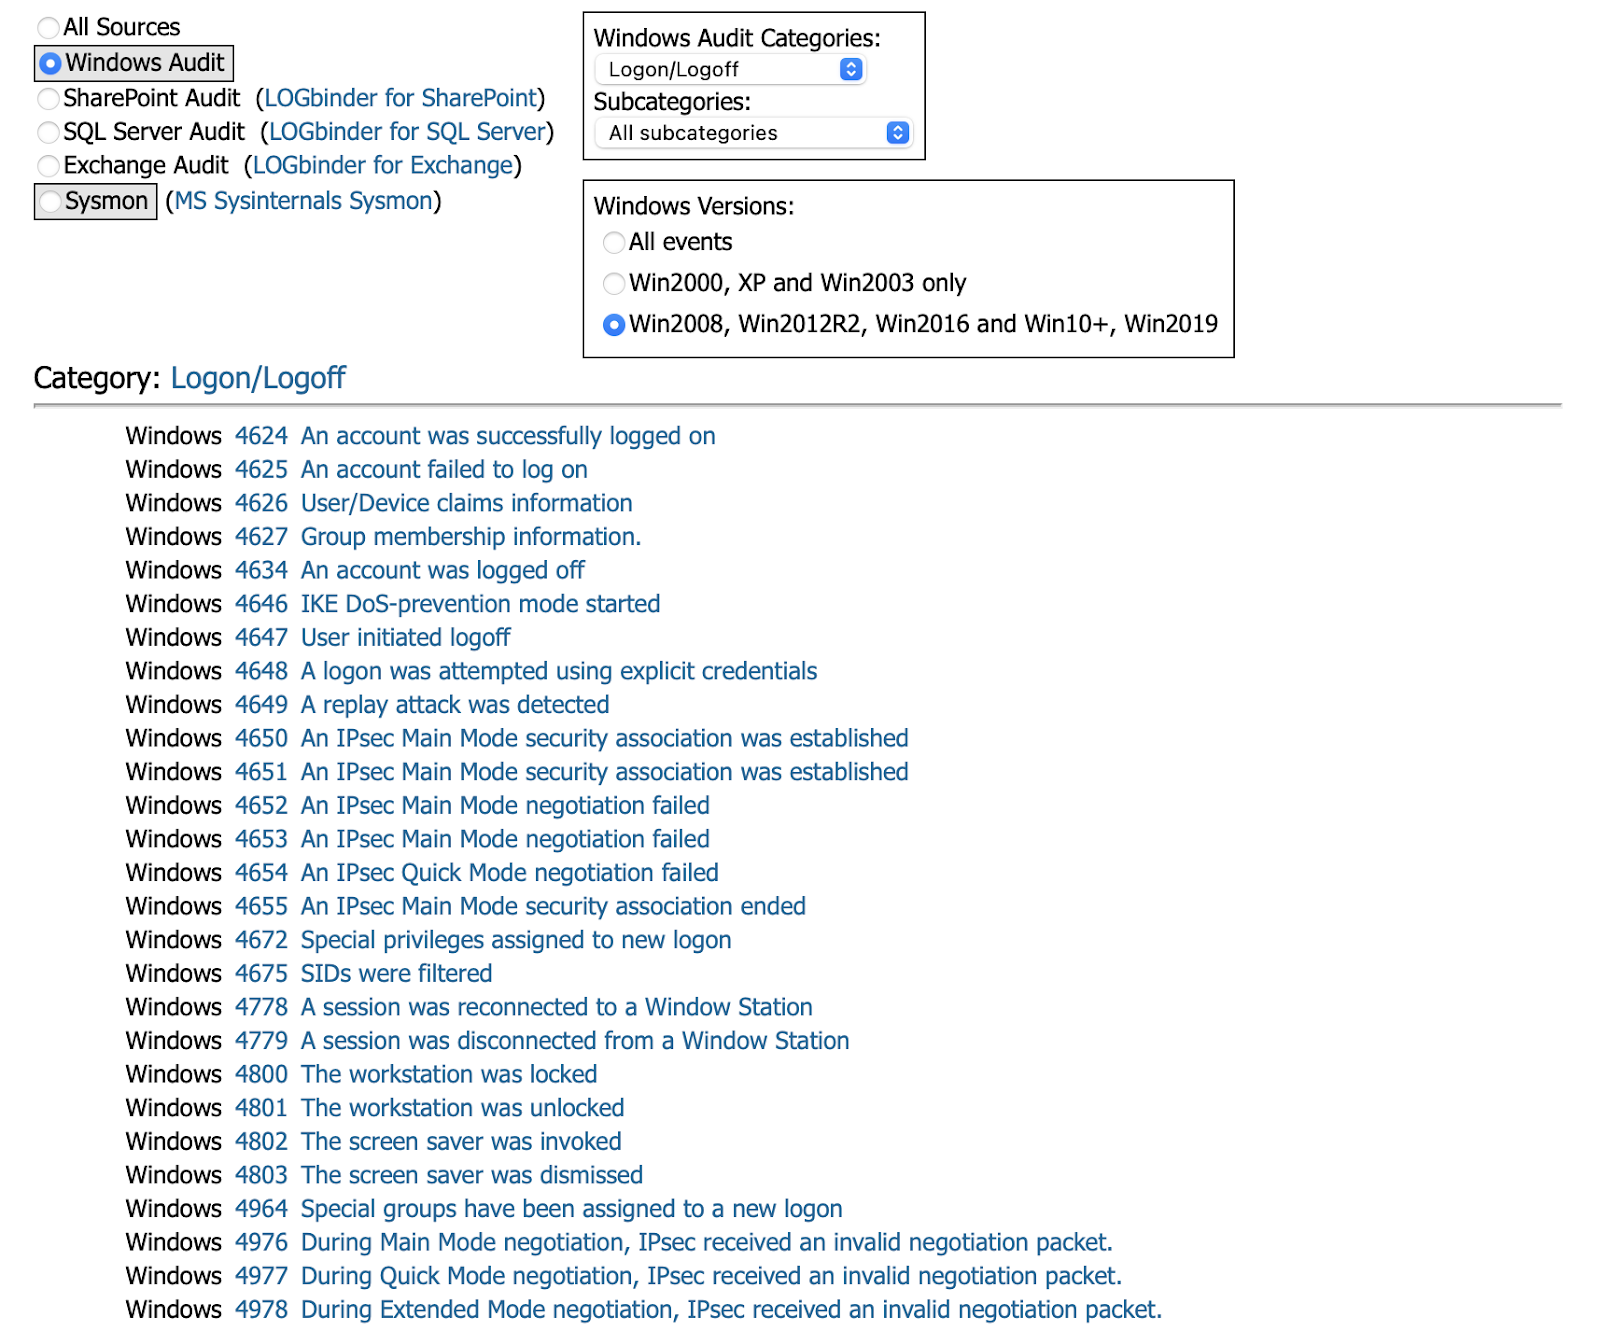 All Sources
Windows Audit
SharePoint Audit (LOGbinder for SharePoint)
SQL Server Audit (LOGbinder for SQL Server)
Exchange Audit (LOGbinder for Exchange)
Sysmon (MS Sysinternals Sysmon)
Windows Audit Categories:
Logon/Logoff
Subcategories:
All subcategories
Windows Versions:
All events
Win2000, XP and Win2003 only
Win2008, Win2012R2, Win2016 and Win10+, Win2019
Category: Logon/Logoff
Windows 4624 An account was successfully logged on
Windows 4625 An account failed to log on
Windows 4626 User/Device claims information
Windows 4627 Group membership information.
Windows 4634 An account was logged off
Windows 4646 IKE DoS-prevention mode started
Windows 4647 User initiated logoff
Windows 4648 A logon was attempted using explicit credentials
Windows 4649 A replay attack was detected
Windows 4650 An IPsec Main Mode security association was established
Windows 4651 An IPsec Main Mode security association was established
Windows 4652 An IPsec Main Mode negotiation failed
Windows 4653 An IPsec Main Mode negotiation failed
Windows 4654 An IPsec Quick Mode negotiation failed
Windows 4655 An IPsec Main Mode security association ended
Windows 4672 Special privileges assigned to new logon
Windows 4675 SIDs were filtered
Windows 4778 A session was reconnected to a Window Station
Windows 4779 A session was disconnected from a Window Station
Windows 4800 The workstation was locked
Windows 4801 The workstation was unlocked
Windows 4802 The screen saver was invoked
Windows 4803 The screen saver was dismissed
Windows 4964 Special groups have been assigned to a new logon
Windows 4976 During Main Mode negotiation, IPsec received an invalid negotiation packet.
Windows 4977 During Quick Mode negotiation, IPsec received an invalid negotiation packet.
Windows 4978 During Extended Mode negotiation, IPsec received an invalid negotiation packet.